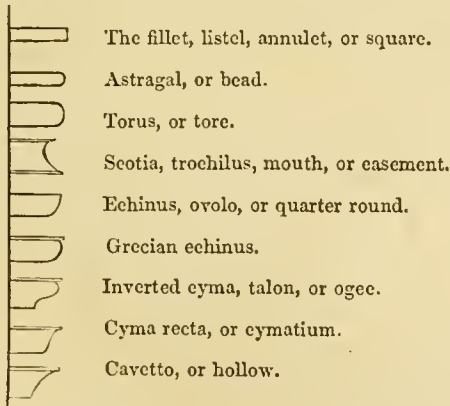 The fillet, listel, annulet, or square.
Astragal, or bead.
Torus, or tore.
Scotia, trochilus, mouth, or casement.
Echinus, ovolo, or quarter round.
Grecian echinus.
Inverted cyma, talon, or ogee.
Cyma recta, or cymatium.
Cavetto, or hollow.